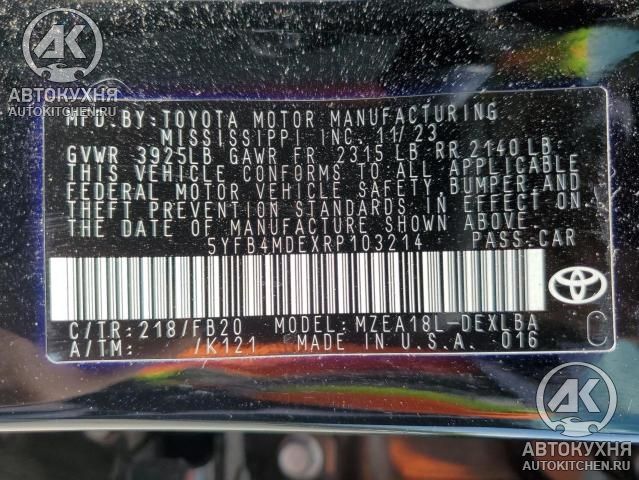 АК
АВТОКУХНЯ
AUTOKITCHEN.RU
MFD. BY: TOYOTA MOTOR MANUFACTURING
MISSISSIPPI INC. 11/23
GVWR 3925LB GAWR FR 2315 LB RR 2140 LB
THIS VEHICLE CONFORMS TO ALL APPLICABLE
FEDERAL MOTOR VEHICLE SAFETY, BUMPER AND
THEFT PREVENTION STANDARDS IN EFFECT ON
THE DATE OF MANUFACTURE SHOWN ABOVE
5YFB4MDEXRP103214 PASS.CAR
C/TR:218/FB20 MODEL: MZEA18L-DEXLBA C
A/TM: /K121 MADE IN U.S.A. 016
АК
АВТОКУХНЯ
AUTOKITCHEN.RU